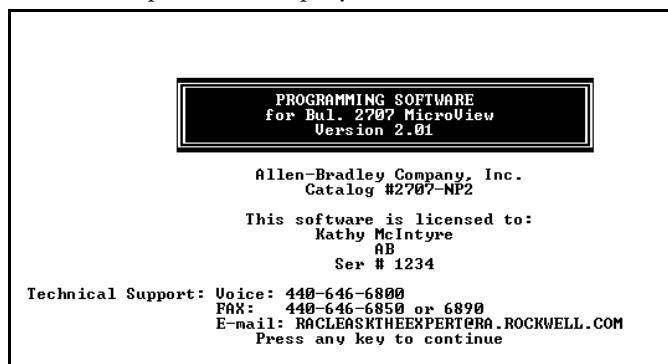 PROGRAMMING SOFTWARE
for Bul. 2707 MicroView
Version 2.01
Allen-Bradley Company, Inc.
Catalog #2707-NP2
This software is licensed to:
Kathy McIntyre
AB
Ser # 1234
Technical Support: Voice: 440-646-6800
FAX: 440-646-6850 or 6890
E-mail: RACLEASKTHEEXPERT@RA.ROCKWELL.COM
Press any key to continue